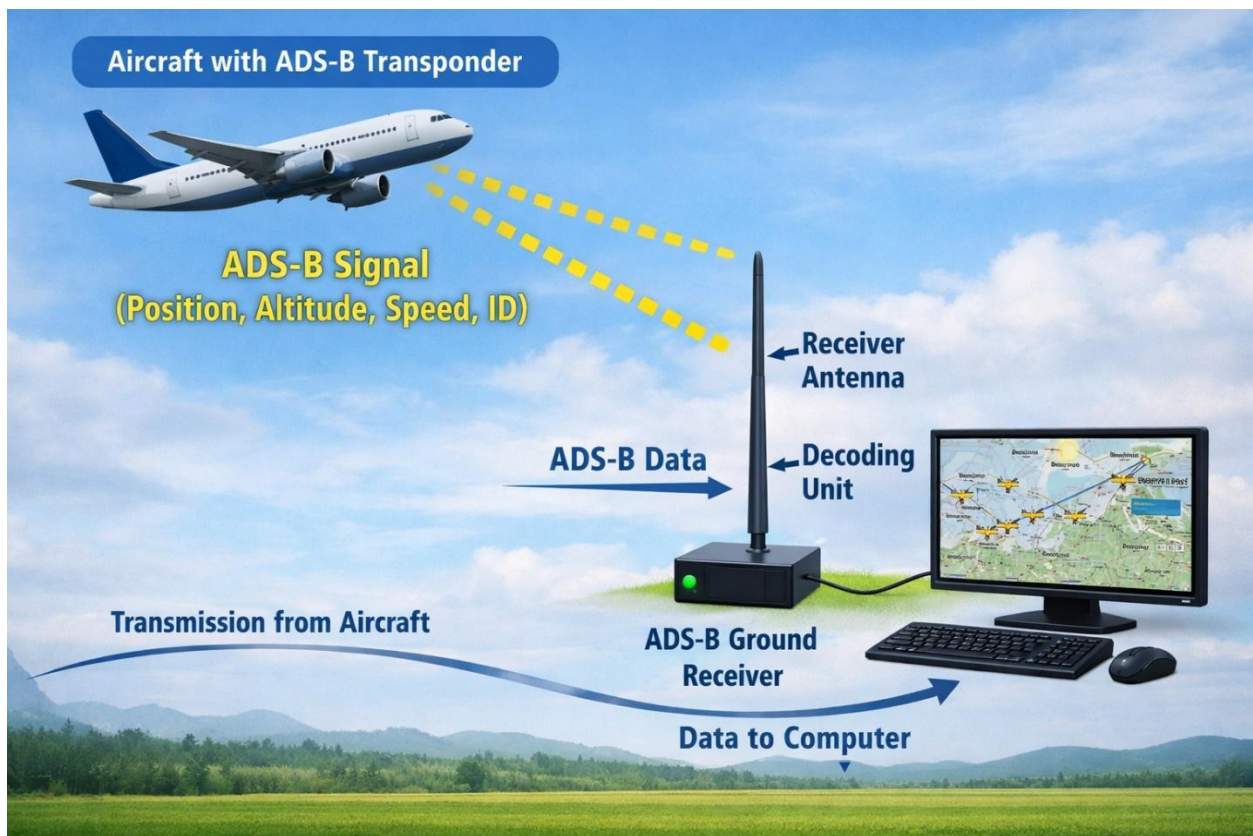 Aircraft with ADS-B Transponder
ADS-B Signal
(Position, Altitude, Speed, ID)
Receiver
Antenna
ADS-B Data
Decoding
Unit
Transmission from Aircraft
ADS-B Ground
Receiver
Data to Computer